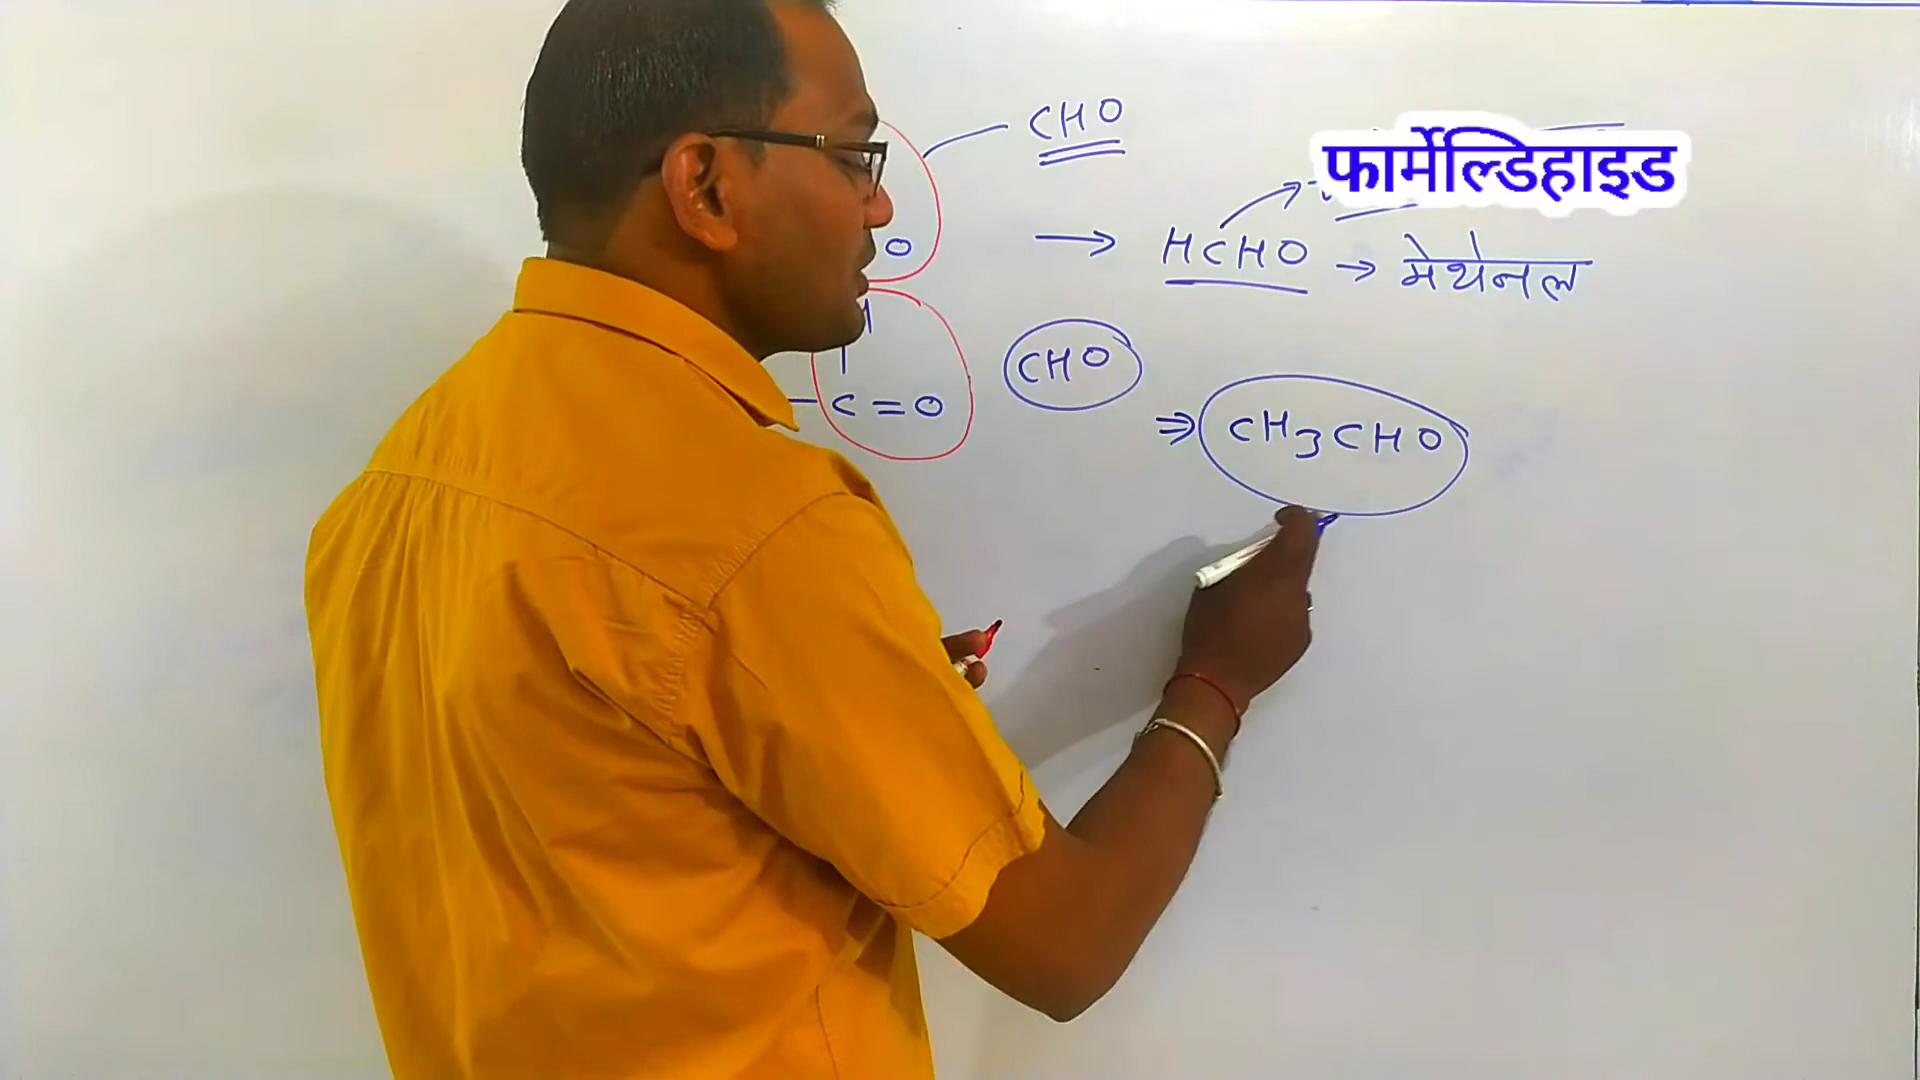 CHO
फार्मेल्डिहाइड
O
→ HCHO → मेथेनल
H
CHO
– C = O
⇒ CH3CHO